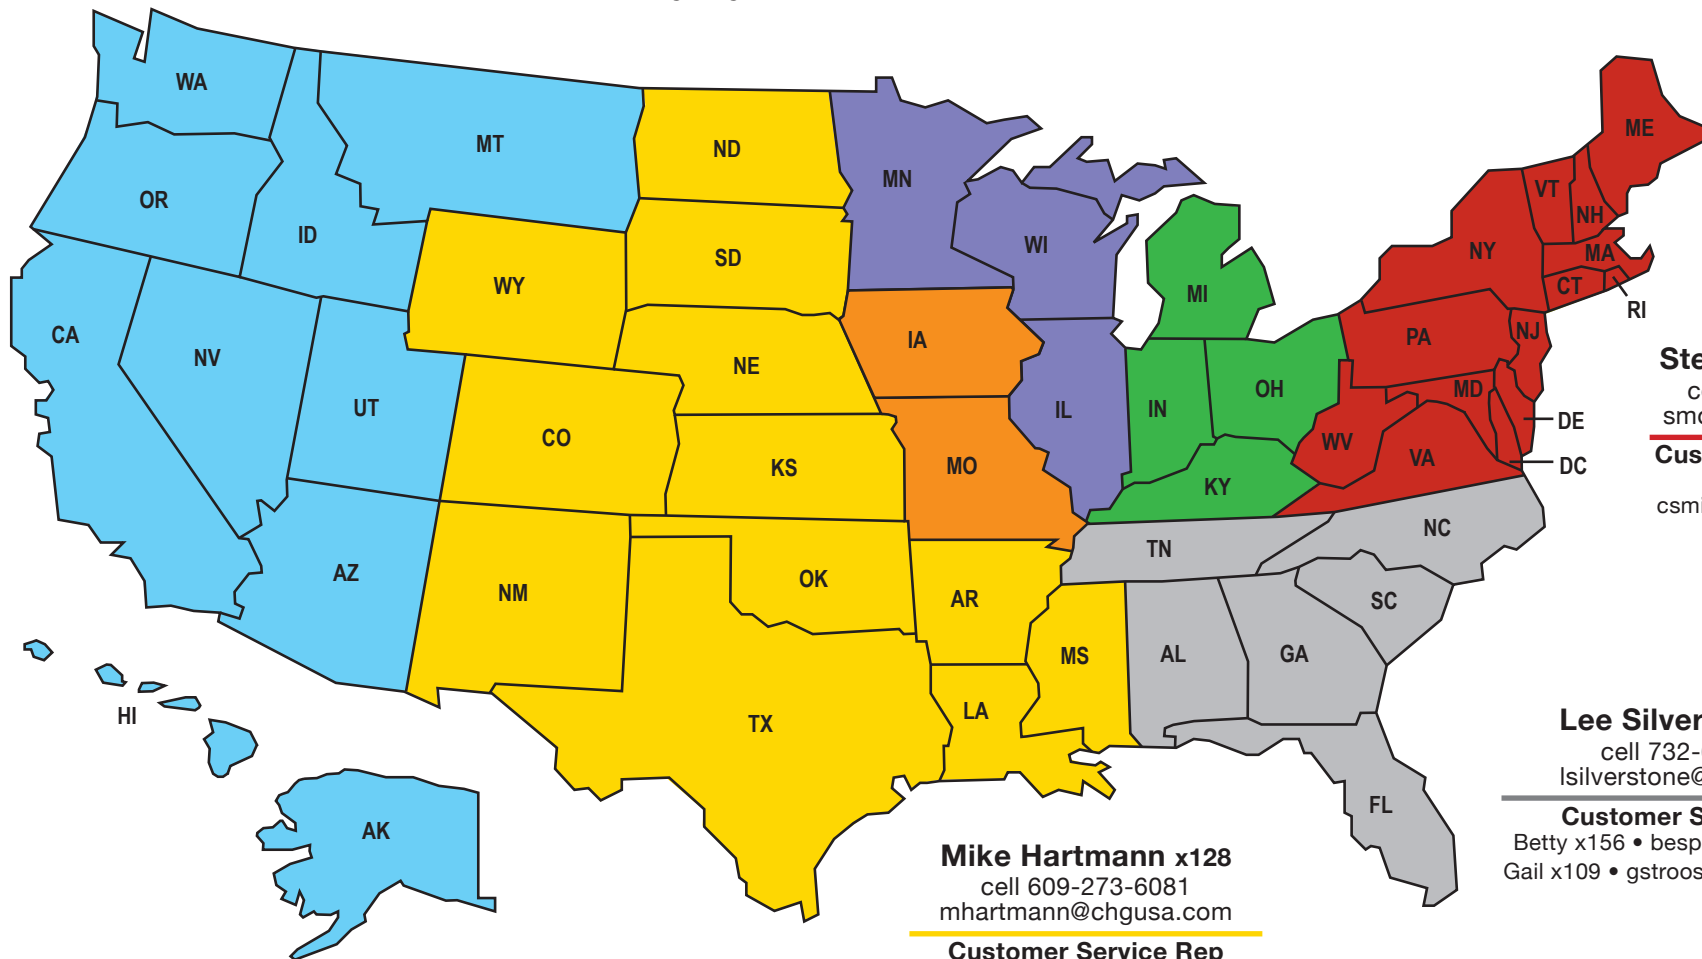 WA
MT
ND
MN
ME
OR
ID
SD
WI
VT
NH
NY
MA
WY
MI
CT
RI
CA
NV
UT
NE
IA
PA
NJ
CO
IL
IN
OH
MD
DE
KS
MO
WV
VA
DC
KY
AZ
NM
OK
AR
TN
NC
SC
MS
AL
GA
HI
TX
LA
FL
AK
Mike Hartmann x128
cell 609-273-6081
mhartmann@chgusa.com
Customer Service Rep
Ste
c
smo
Cus
csmi
Lee Silver
cell 732-
lsilverstone@
Customer S
Betty x156 • besp
Gail x109 • gstroos